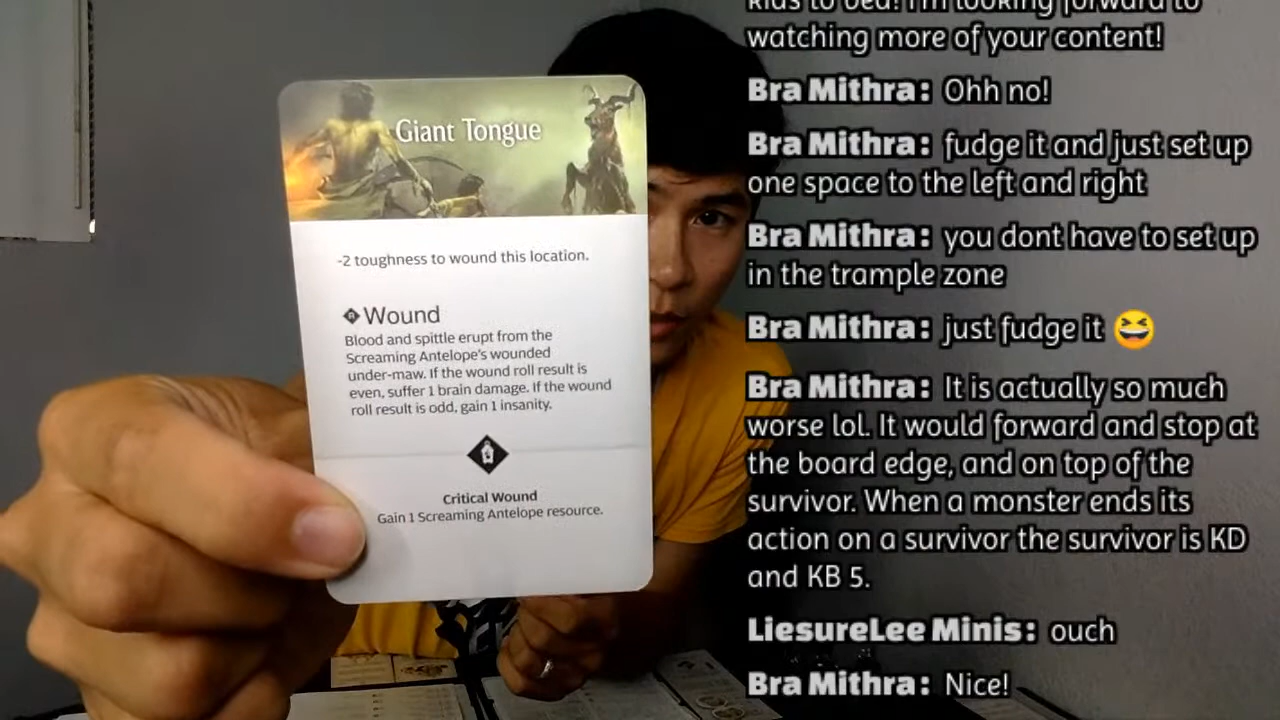 Giant Tongue
-2 toughness to wound this location.
Wound
Blood and spittle erupt from the
Screaming Antelope's wounded
under-maw. If the wound roll result is
even, suffer 1 brain damage. If the wound
roll result is odd, gain 1 insanity.
Critical Wound
Gain 1 Screaming Antelope resource.
kids to bed! I'm looking forward to
watching more of your content!
Bra Mithra: Ohh no!
Bra Mithra: fudge it and just set up
one space to the left and right
Bra Mithra: you dont have to set up
in the trample zone
Bra Mithra: just fudge it 😆
Bra Mithra: It is actually so much
worse lol. It would forward and stop at
the board edge, and on top of the
survivor. When a monster ends its
action on a survivor the survivor is KD
and KB 5.
LiesureLee Minis: ouch
Bra Mithra: Nice!